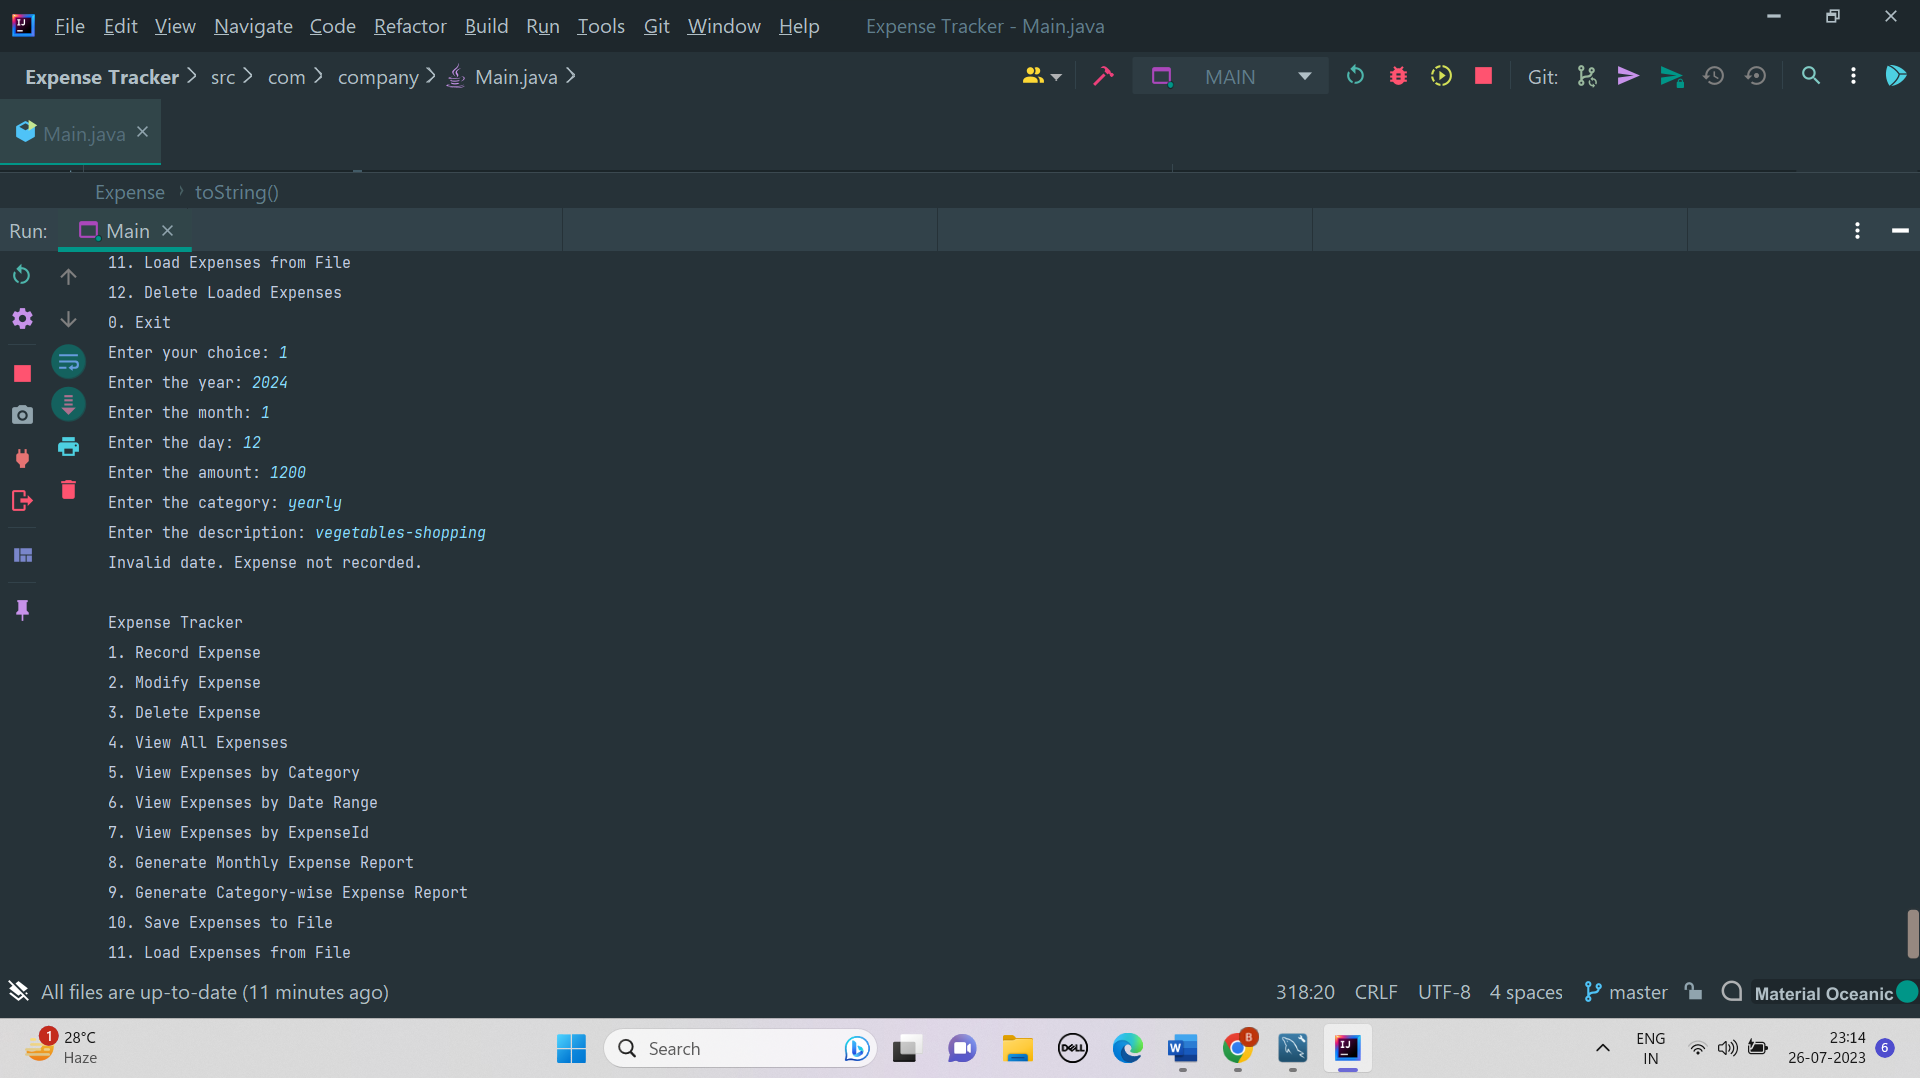 File Edit View Navigate Code Refactor Build Run Tools Git Window Help Expense Tracker - Main.java
Expense Tracker src com company Main.java MAIN Git:
Main.java
Expense toString()
Run: Main
11. Load Expenses from File
12. Delete Loaded Expenses
0. Exit
Enter your choice: 1
Enter the year: 2024
Enter the month: 1
Enter the day: 12
Enter the amount: 1200
Enter the category: yearly
Enter the description: vegetables-shopping
Invalid date. Expense not recorded.
Expense Tracker
1. Record Expense
2. Modify Expense
3. Delete Expense
4. View All Expenses
5. View Expenses by Category
6. View Expenses by Date Range
7. View Expenses by ExpenseId
8. Generate Monthly Expense Report
9. Generate Category-wise Expense Report
10. Save Expenses to File
11. Load Expenses from File
All files are up-to-date (11 minutes ago) 318:20 CRLF UTF-8 4 spaces master Material Oceanic
1 28°C
Haze
Search
DELL
W
B
IJ
ENG
IN
23:14
26-07-2023
6